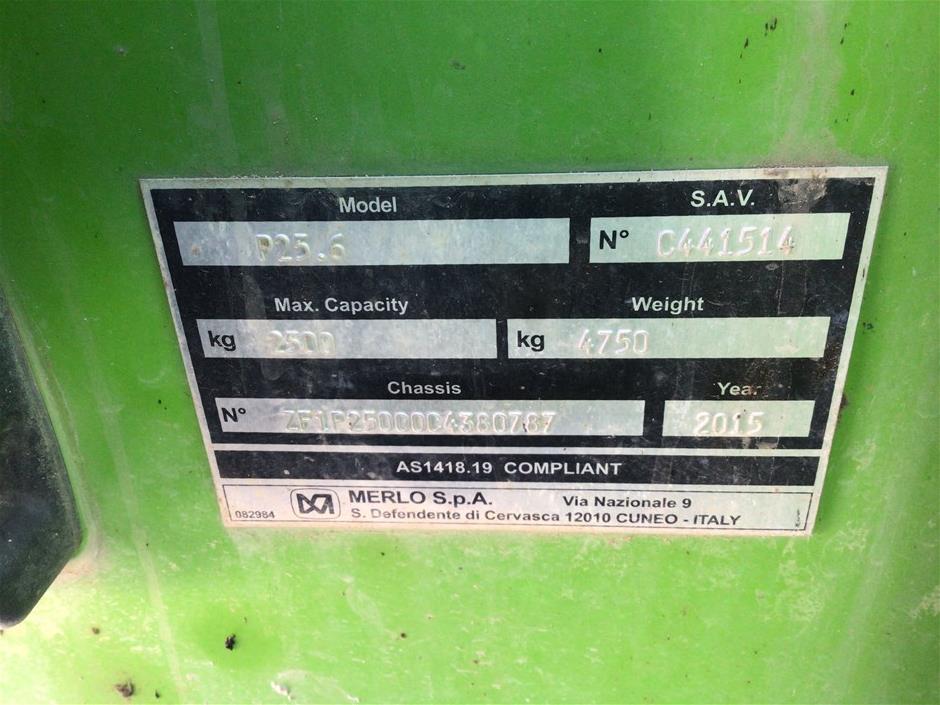 Model S.A.V.
P25.6 N° C441514
Max. Capacity Weight
kg 2500 kg 4750
Chassis Year
N° ZF1P25000C4380787 2015
AS1418.19 COMPLIANT
MERLO S.p.A. Via Nazionale 9
082984 S. Defendente di Cervasca 12010 CUNEO - ITALY